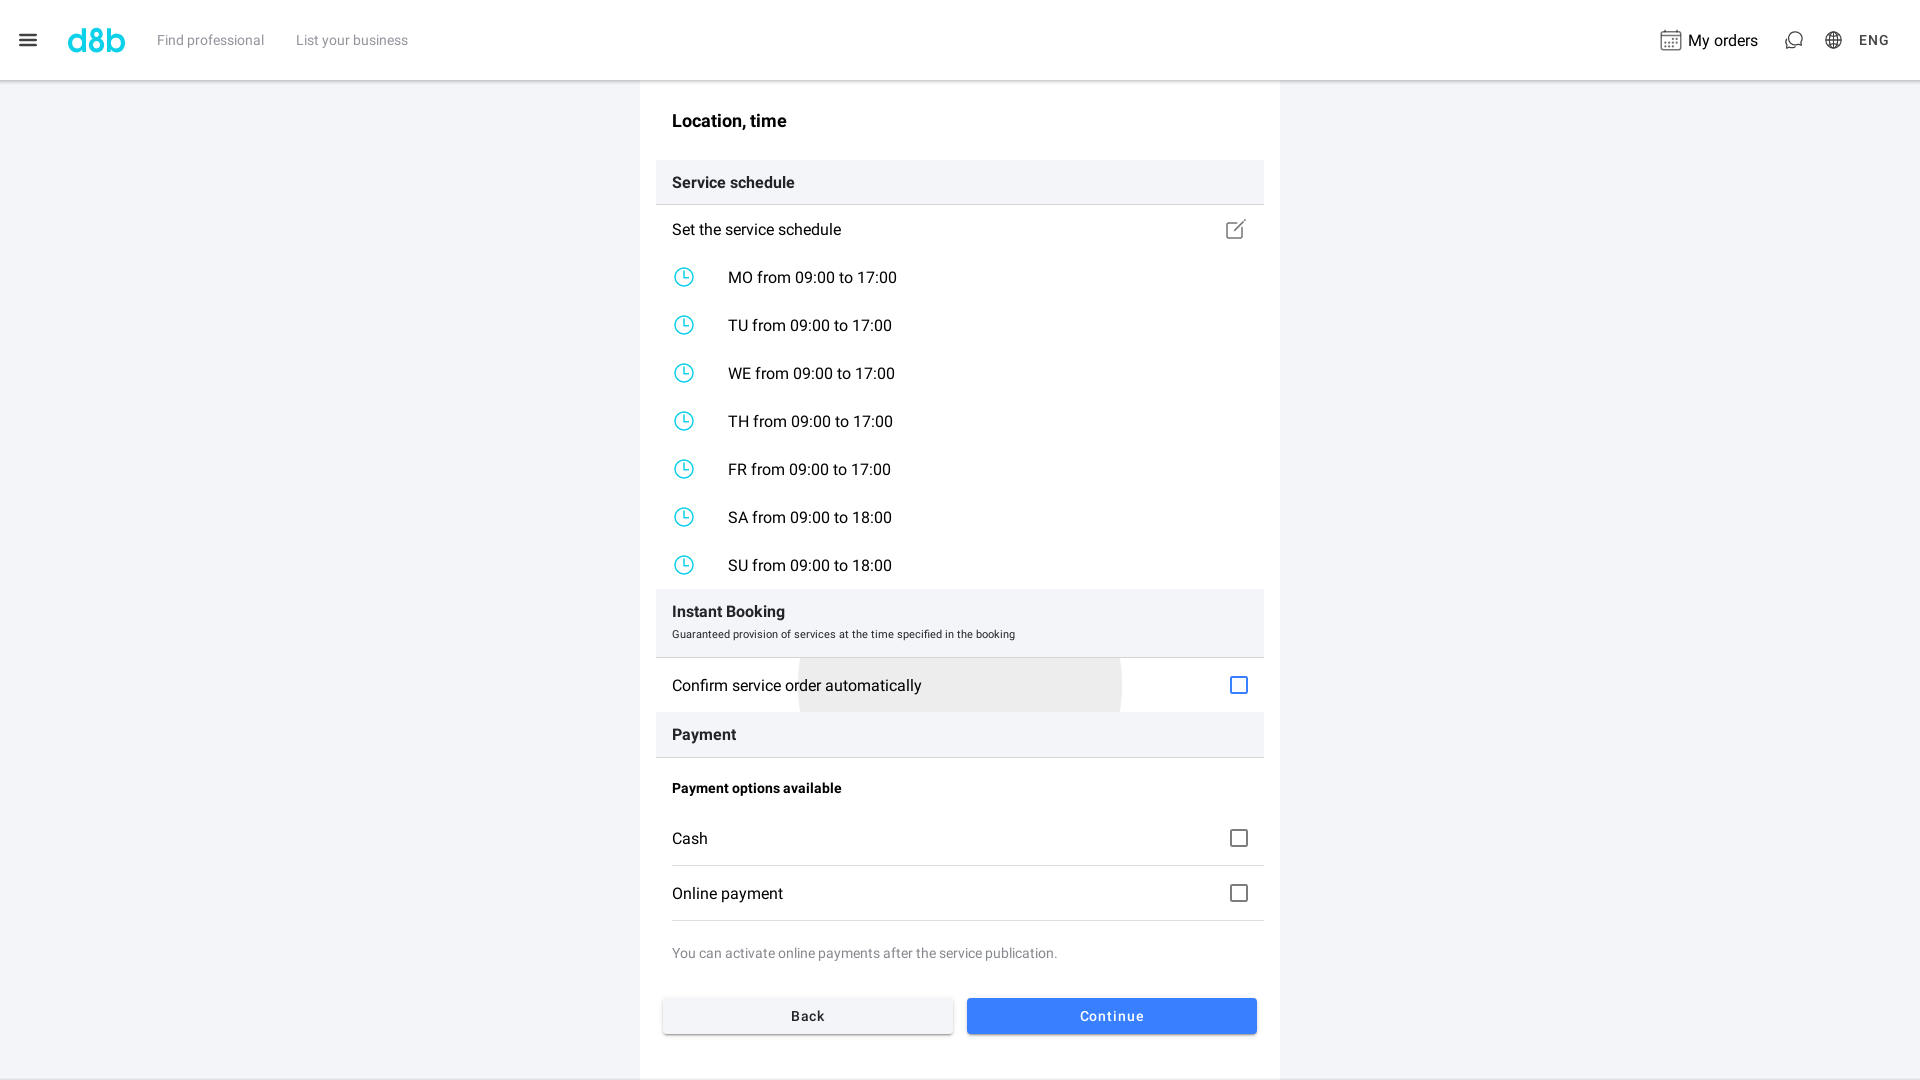 d8b
Find professional
List your business
My orders
ENG
Location, time
Service schedule
Set the service schedule
MO from 09:00 to 17:00
TU from 09:00 to 17:00
WE from 09:00 to 17:00
TH from 09:00 to 17:00
FR from 09:00 to 17:00
SA from 09:00 to 18:00
SU from 09:00 to 18:00
Instant Booking
Guaranteed provision of services at the time specified in the booking
Confirm service order automatically
Payment
Payment options available
Cash
Online payment
You can activate online payments after the service publication.
Back
Continue